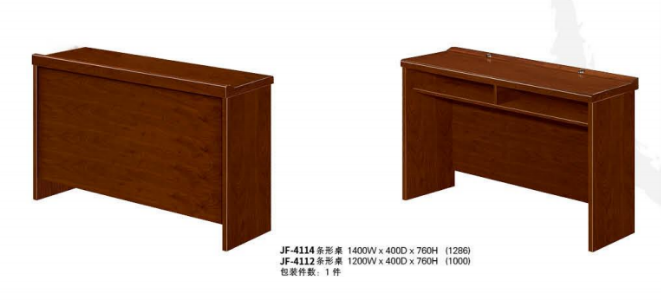 JF-4114 条形桌 1400W x 400D x 760H (1286)
JF-4112 条形桌 1200W x 400D x 760H (1000)
包装件数：1 件